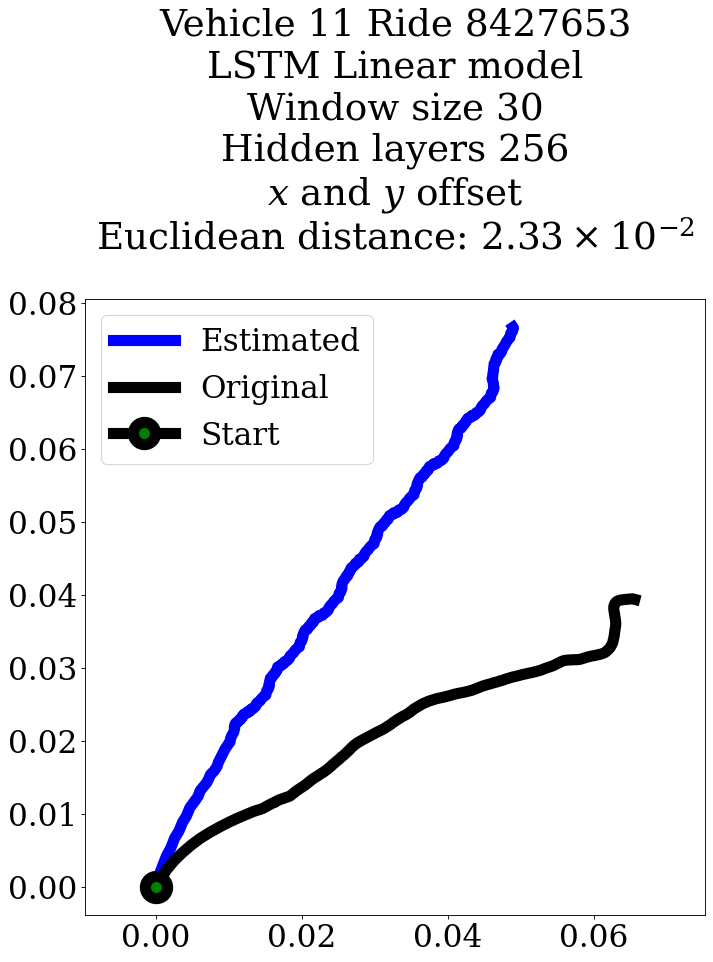 Vehicle 11 Ride 8427653
LSTM Linear model
Window size 30
Hidden layers 256
x and y offset
Euclidean distance: 2.33 × 10⁻²
Estimated
Original
Start
0.08
0.07
0.06
0.05
0.04
0.03
0.02
0.01
0.00
0.00 0.02 0.04 0.06